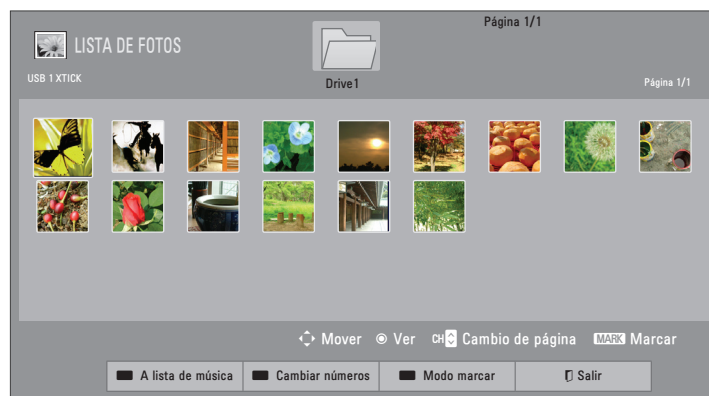 Página 1/1
LISTA DE FOTOS
USB 1 XTICK
Drive1
Página 1/1
Mover Ver CH Cambio de página MARK Marcar
A lista de música Cambiar números Modo marcar Salir